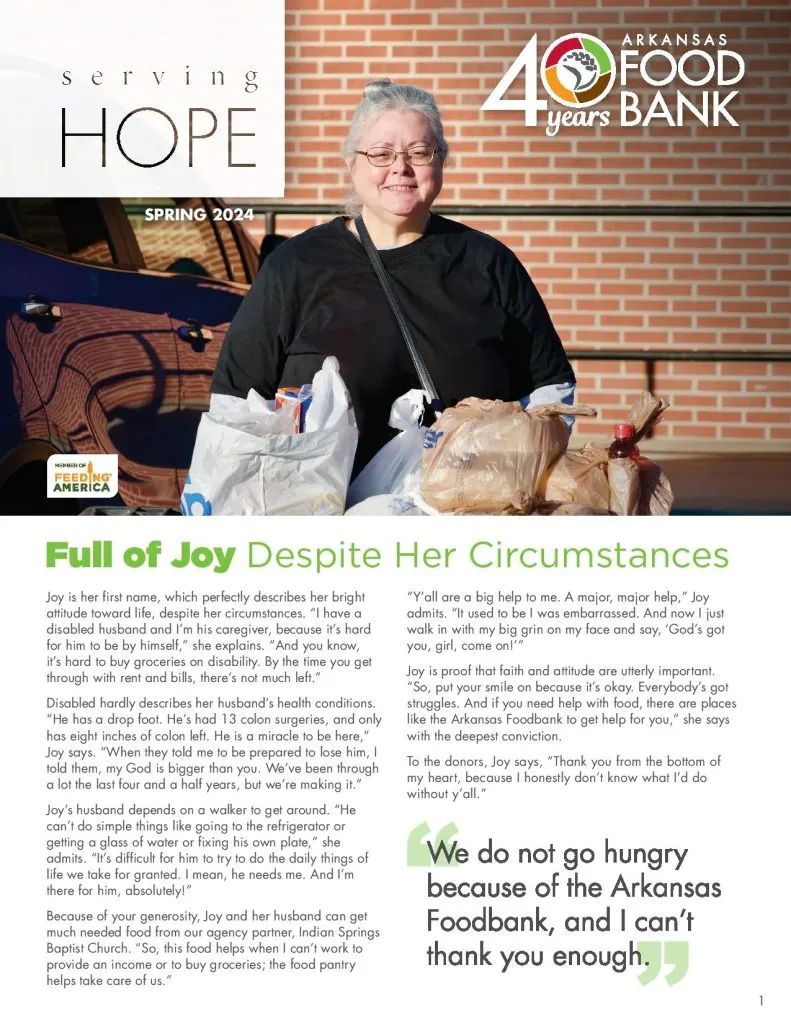 serving
HOPE
SPRING 2024
40
years
ARKANSAS
FOOD
BANK
MEMBER OF
FEEDING
AMERICA
Full of Joy Despite Her Circumstances
Joy is her first name, which perfectly describes her bright
attitude toward life, despite her circumstances. “I have a
disabled husband and I’m his caregiver, because it’s hard
for him to be by himself,” she explains. “And you know,
it’s hard to buy groceries on disability. By the time you get
through with rent and bills, there’s not much left.”
Disabled hardly describes her husband’s health conditions.
“He has a drop foot. He’s had 13 colon surgeries, and only
has eight inches of colon left. He is a miracle to be here,”
Joy says. “When they told me to be prepared to lose him, I
told them, my God is bigger than you. We’ve been through
a lot the last four and a half years, but we’re making it.”
Joy’s husband depends on a walker to get around. “He
can’t do simple things like going to the refrigerator or
getting a glass of water or fixing his own plate,” she
admits. “It’s difficult for him to try to do the daily things of
life we take for granted. I mean, he needs me. And I’m
there for him, absolutely!”
Because of your generosity, Joy and her husband can get
much needed food from our agency partner, Indian Springs
Baptist Church. “So, this food helps when I can’t work to
provide an income or to buy groceries; the food pantry
helps take care of us.”
“Y’all are a big help to me. A major, major help,” Joy
admits. “It used to be I was embarrassed. And now I just
walk in with my big grin on my face and say, ‘God’s got
you, girl, come on!’”
Joy is proof that faith and attitude are utterly important.
“So, put your smile on because it’s okay. Everybody’s got
struggles. And if you need help with food, there are places
like the Arkansas Foodbank to get help for you,” she says
with the deepest conviction.
To the donors, Joy says, “Thank you from the bottom of
my heart, because I honestly don’t know what I’d do
without y’all.”
“We do not go hungry
because of the Arkansas
Foodbank, and I can’t
thank you enough.”
1